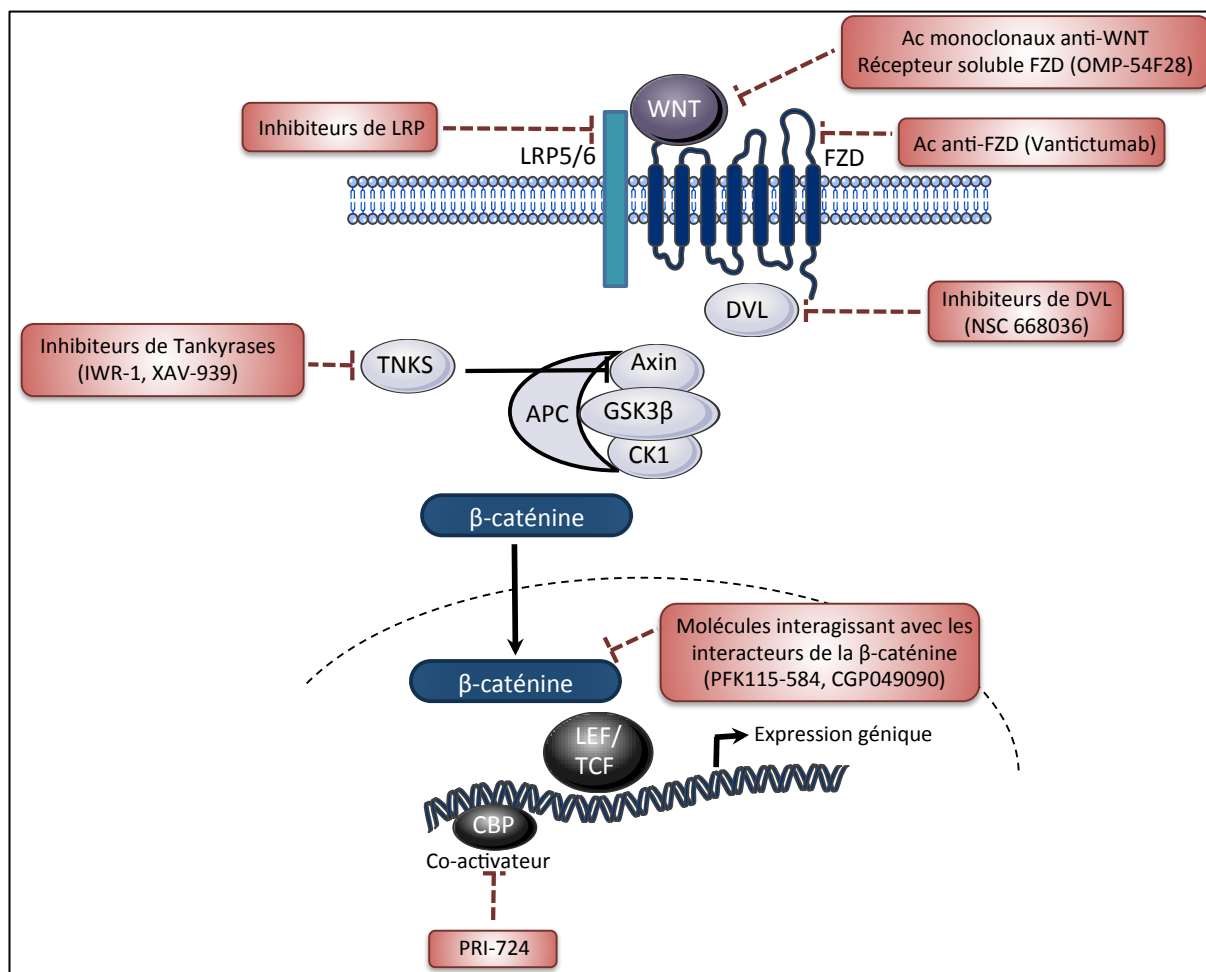 Ac monoclonaux anti-WNT
Récepteur soluble FZD (OMP-54F28)
WNT
Inhibiteurs de LRP
LRP5/6
FZD
Ac anti-FZD (Vantictumab)
DVL
Inhibiteurs de DVL
(NSC 668036)
Inhibiteurs de Tankyrases
(IWR-1, XAV-939)
TNKS
Axin
APC
GSK3β
CK1
β-caténine
β-caténine
Molécules interagissant avec les
interacteurs de la β-caténine
(PFK115-584, CGP049090)
LEF/
TCF
Expression génique
CBP
Co-activateur
PRI-724